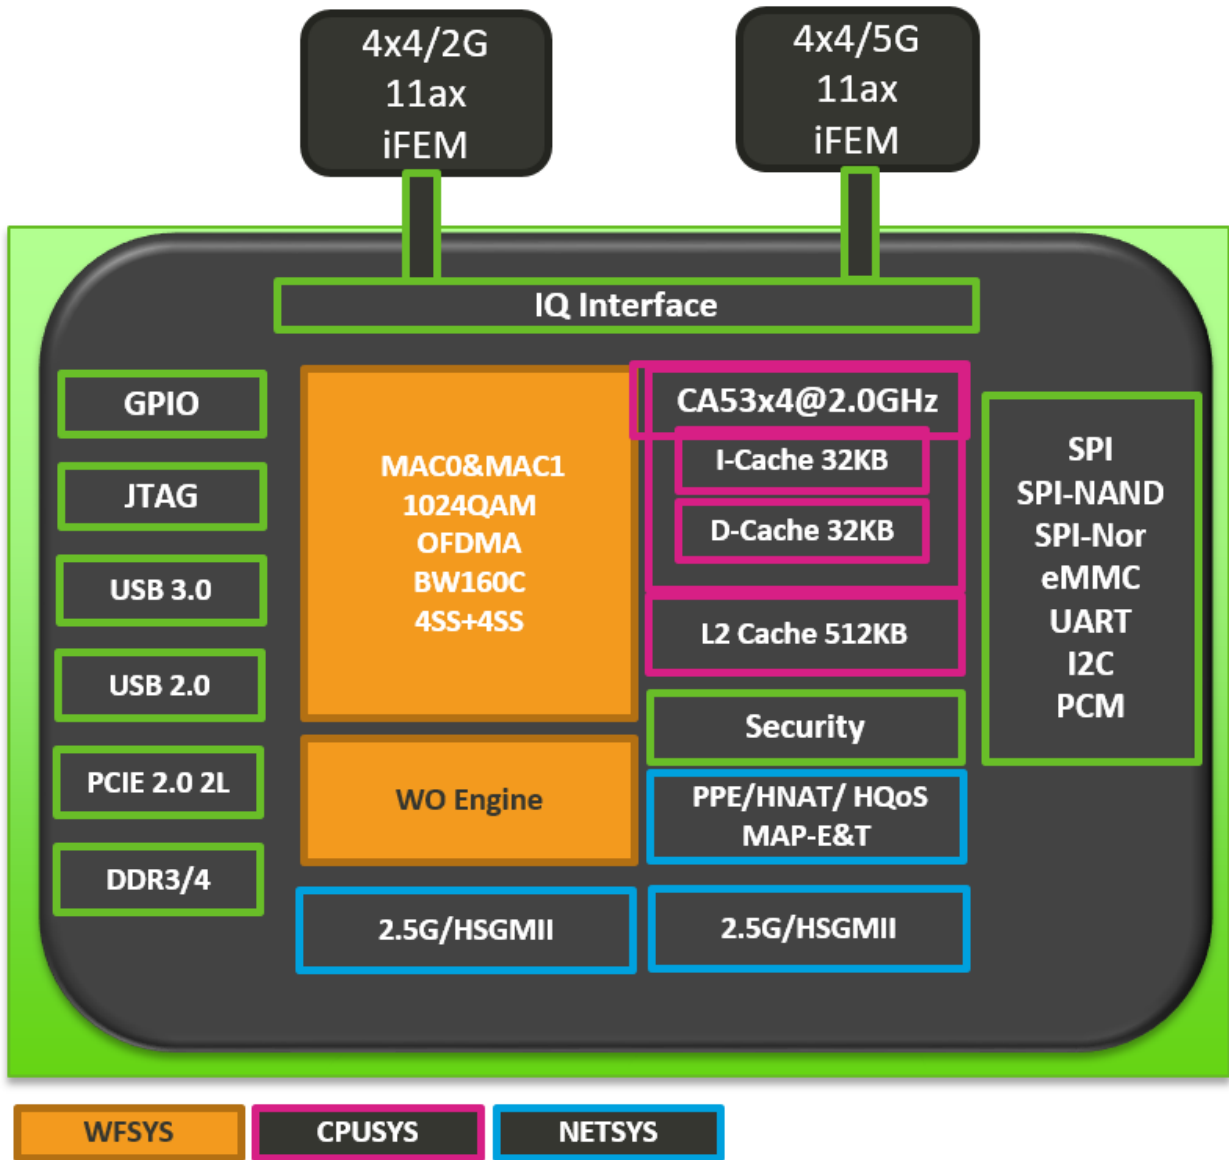 4x4/2G
11ax
iFEM
4x4/5G
11ax
iFEM
IQ Interface
GPIO
JTAG
USB 3.0
USB 2.0
PCIE 2.0 2L
DDR3/4
MAC0&MAC1
1024QAM
OFDMA
BW160C
4SS+4SS
WO Engine
2.5G/HSGMII
CA53x4@2.0GHz
I-Cache 32KB
D-Cache 32KB
L2 Cache 512KB
Security
PPE/HNAT/ HQoS
MAP-E&T
2.5G/HSGMII
SPI
SPI-NAND
SPI-Nor
eMMC
UART
I2C
PCM
WFSYS
CPUSYS
NETSYS